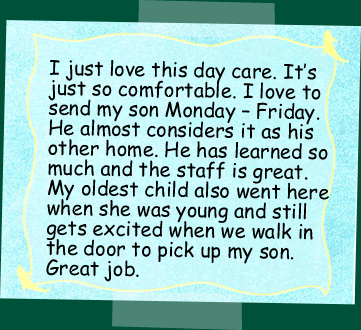 I just love this day care. It's
just so comfortable. I love to
send my son Monday – Friday.
He almost considers it as his
other home. He has learned so
much and the staff is great.
My oldest child also went here
when she was young and still
gets excited when we walk in
the door to pick up my son.
Great job.